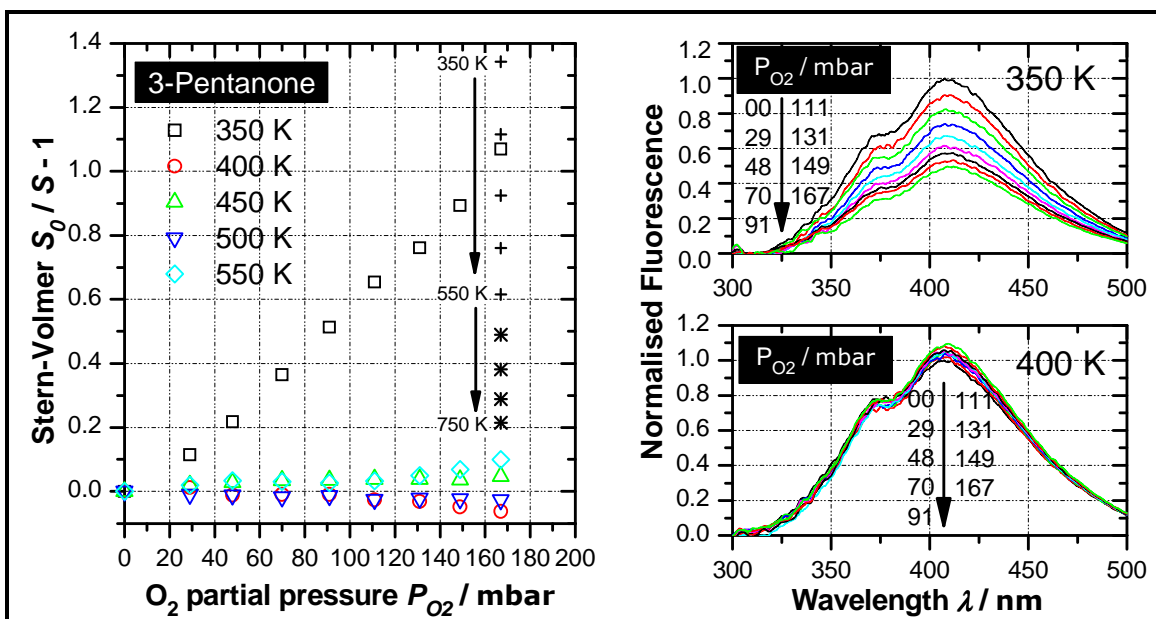 1.4
1.2
1.0
0.8
0.6
0.4
0.2
0.0
Stern-Volmer S0 / S - 1
3-Pentanone
350 K
400 K
450 K
500 K
550 K
350 K
550 K
750 K
0 20 40 60 80 100 120 140 160 180 200
O2 partial pressure PO2 / mbar
Normalised Fluorescence
1.2
1.0
0.8
0.6
0.4
0.2
0.0
PO2 / mbar
350 K
00 111
29 131
48 149
70 167
91
300 350 400 450 500
1.2
1.0
0.8
0.6
0.4
0.2
0.0
PO2 / mbar
400 K
00 111
29 131
48 149
70 167
91
300 350 400 450 500
Wavelength λ / nm